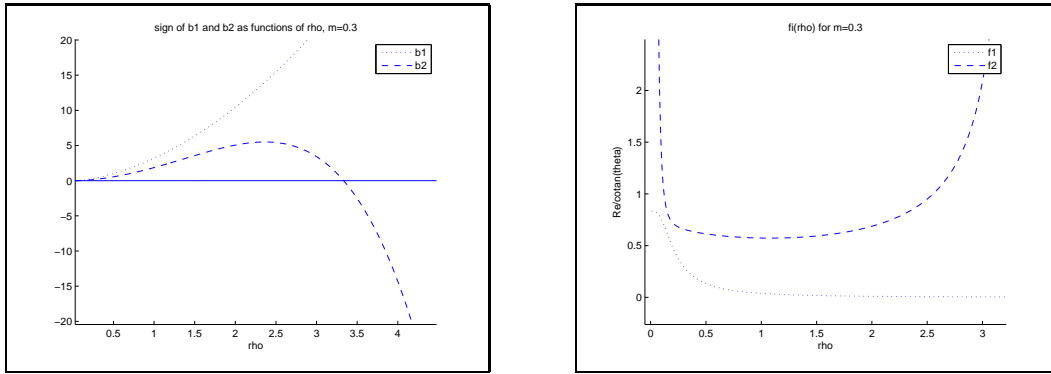 sign of b1 and b2 as functions of rho, m=0.3
b1
b2
20
15
10
5
0
−5
−10
−15
−20
0.5 1 1.5 2 2.5 3 3.5 4
rho
fi(rho) for m=0.3
f1
f2
Re/cotan(theta)
2
1.5
1
0.5
0
0 0.5 1 1.5 2 2.5 3
rho